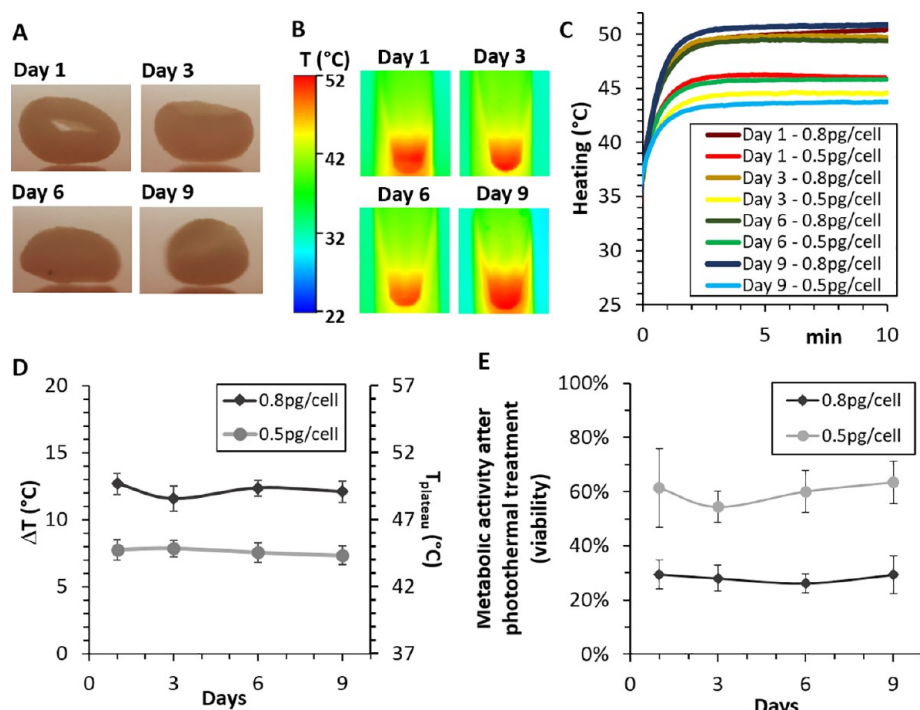 A
Day 1
Day 3
Day 6
Day 9
B
T (°C)
52
42
32
22
Day 1
Day 3
Day 6
Day 9
C
Heating (°C)
50
45
40
35
30
25
0
5
10
min
Day 1 - 0.8pg/cell
Day 1 - 0.5pg/cell
Day 3 - 0.8pg/cell
Day 3 - 0.5pg/cell
Day 6 - 0.8pg/cell
Day 6 - 0.5pg/cell
Day 9 - 0.8pg/cell
Day 9 - 0.5pg/cell
D
ΔT (°C)
20
15
10
5
0
0
3
6
9
Days
0.8pg/cell
0.5pg/cell
57
52
49
44
42
37
Tplateau (°C)
E
Metabolic activity after
photothermal treatment
(viability)
100%
80%
60%
40%
20%
0%
0
3
6
9
Days
0.8pg/cell
0.5pg/cell